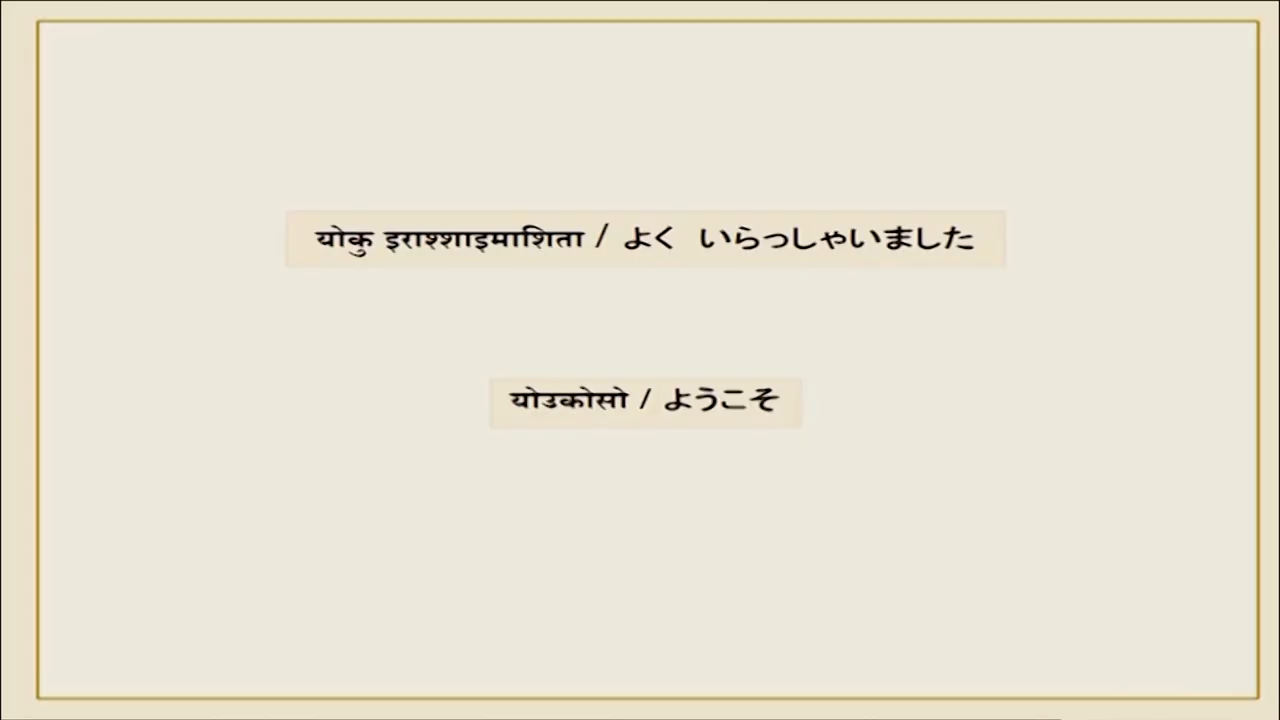 योकु इराश्शाइमाशिता / よく いらっしゃいました
योउकोसो / ようこそ